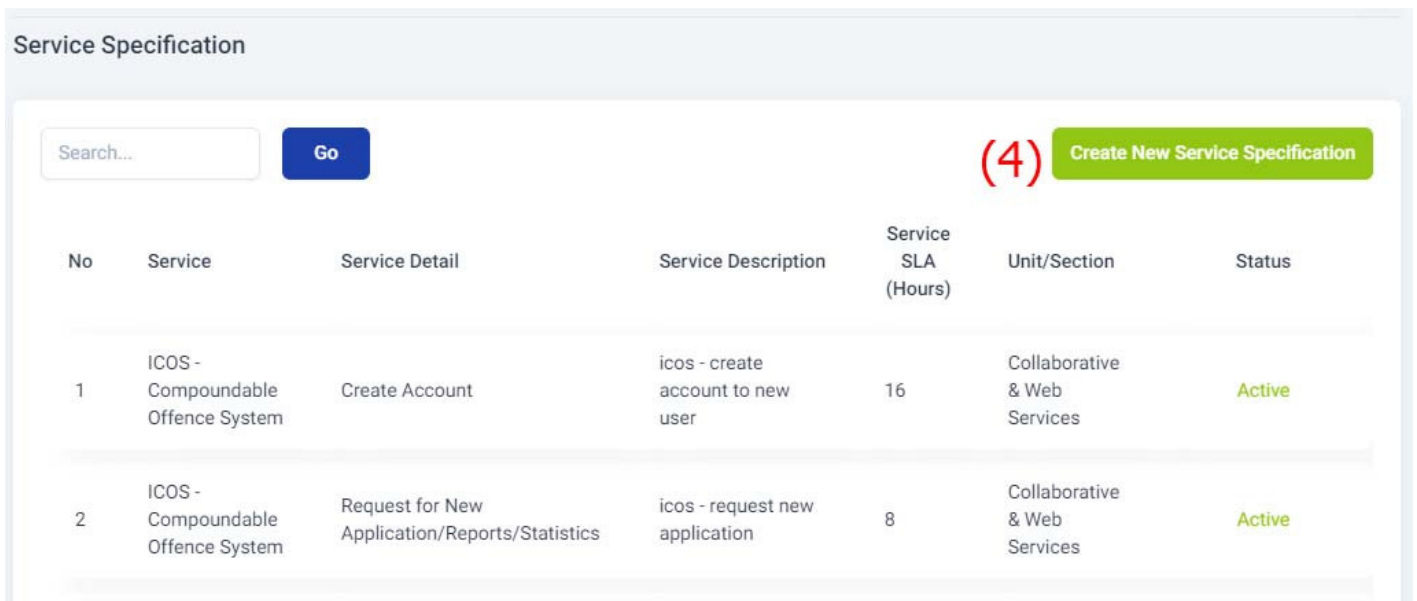 Service Specification
Search...
Go
(4)
Create New Service Specification
No
Service
Service Detail
Service Description
Service
SLA
(Hours)
Unit/Section
Status
1
ICOS -
Compoundable
Offence System
Create Account
icos - create
account to new
user
16
Collaborative
& Web
Services
Active
2
ICOS -
Compoundable
Offence System
Request for New
Application/Reports/Statistics
icos - request new
application
8
Collaborative
& Web
Services
Active